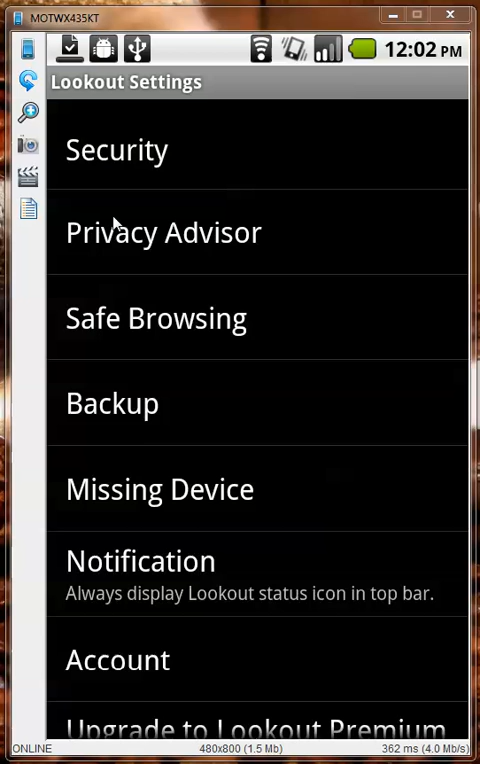 MOTWX435KT
12:02 PM
Lookout Settings
Security
Privacy Advisor
Safe Browsing
Backup
Missing Device
Notification
Always display Lookout status icon in top bar.
Account
Upgrade to Lookout Premium
ONLINE 480x800 (1.5 Mb) 362 ms (4.0 Mb/s)